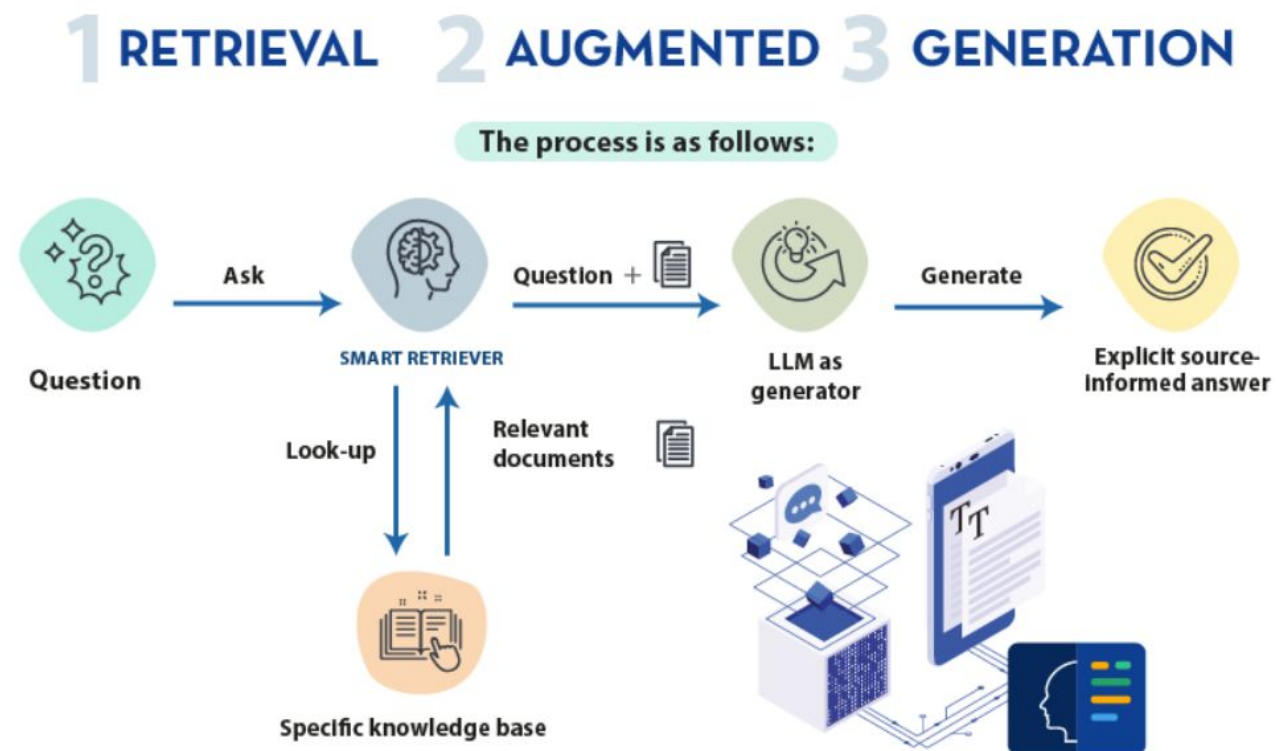 1 RETRIEVAL 2 AUGMENTED 3 GENERATION
The process is as follows:
Ask
Question +
Generate
Question
SMART RETRIEVER
LLM as
generator
Explicit source-
informed answer
Look-up
Relevant
documents
TT
Specific knowledge base